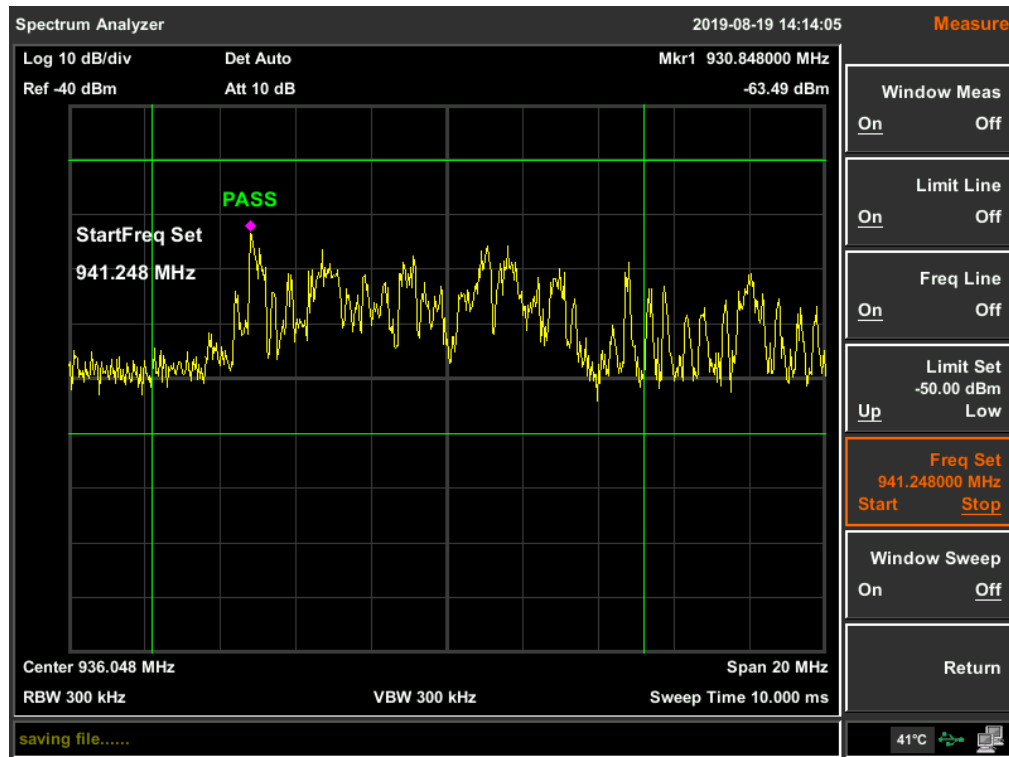 Spectrum Analyzer 2019-08-19 14:14:05 Measure
Log 10 dB/div Det Auto Mkr1 930.848000 MHz
Ref -40 dBm Att 10 dB -63.49 dBm
PASS
StartFreq Set
941.248 MHz
Center 936.048 MHz Span 20 MHz
RBW 300 kHz VBW 300 kHz Sweep Time 10.000 ms
saving file......
Window Meas
On Off
Limit Line
On Off
Freq Line
On Off
Limit Set
-50.00 dBm
Up Low
Freq Set
941.248000 MHz
Start Stop
Window Sweep
On Off
Return
41°C